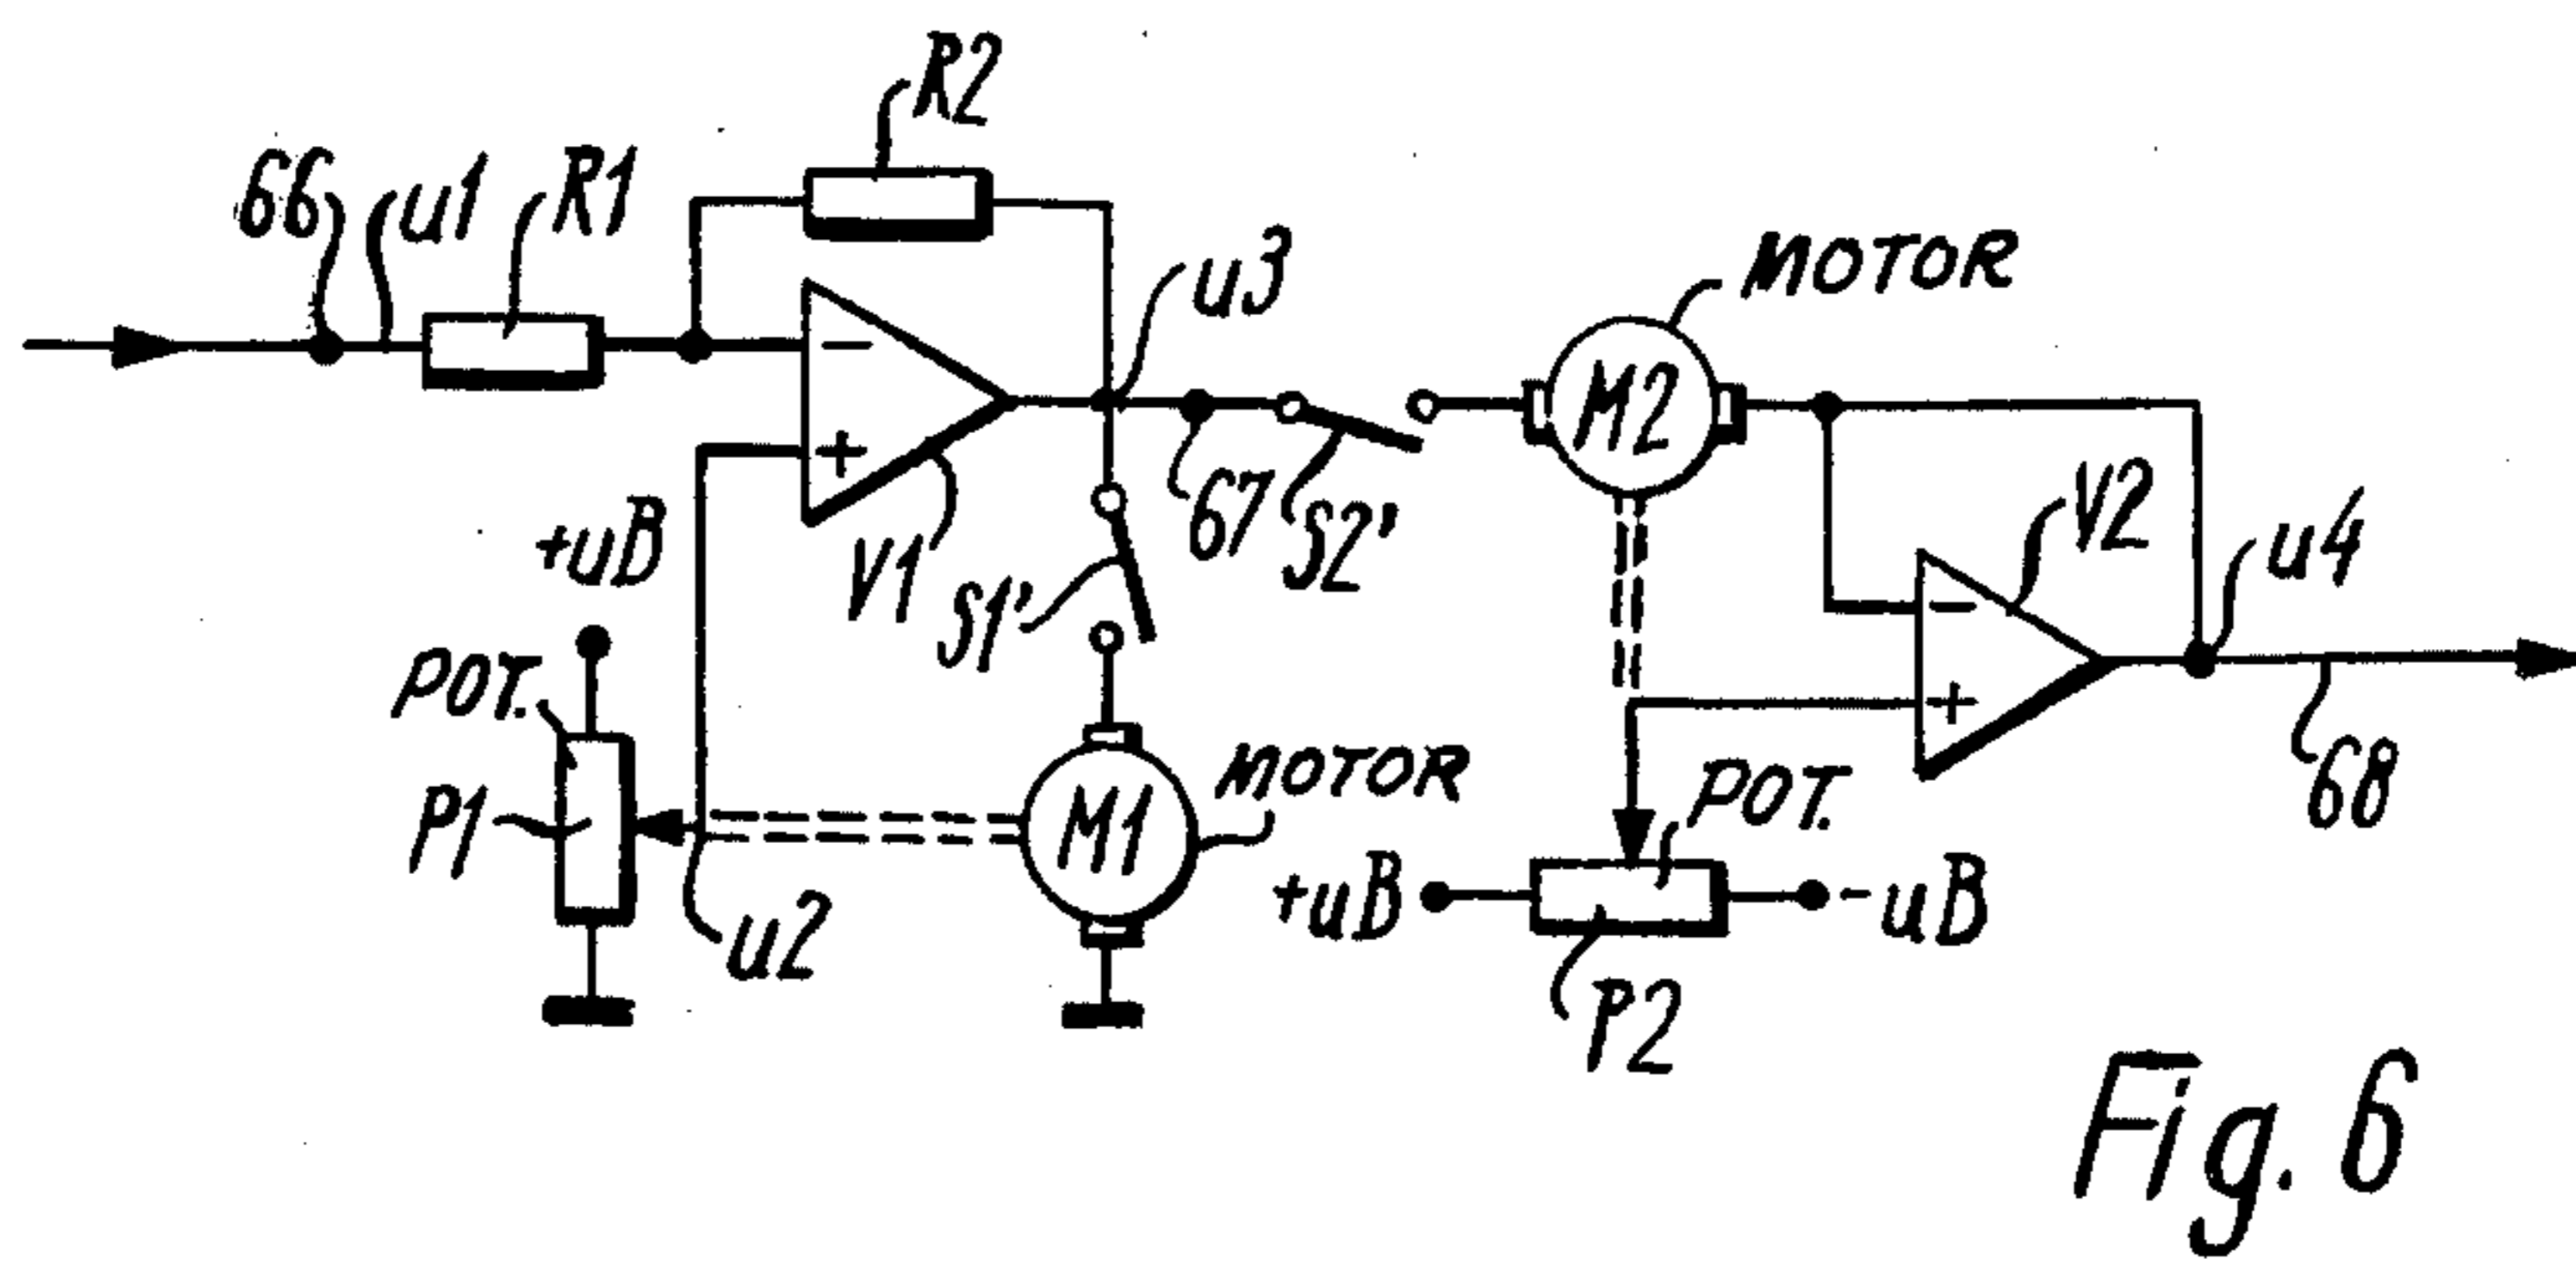 R2
66
u1
R1
u3
MOTOR
M2
-
+
V1
67
S2'
+uB
S1'
V2
u4
-
+
POT.
P1
M1
MOTOR
u2
POT.
68
+uB
-uB
P2
Fig. 6